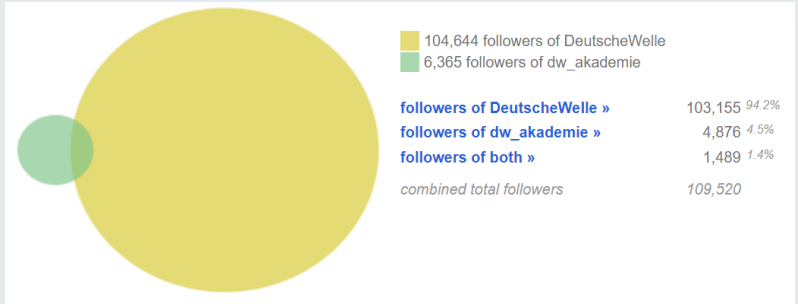 104,644 followers of DeutscheWelle
6,365 followers of dw_akademie
followers of DeutscheWelle » 103,155 94.2%
followers of dw_akademie » 4,876 4.5%
followers of both » 1,489 1.4%
combined total followers 109,520